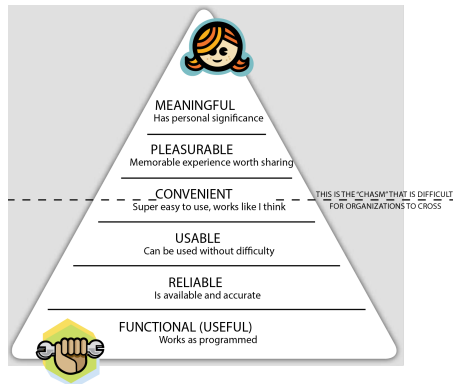 MEANINGFUL
Has personal significance
PLEASURABLE
Memorable experience worth sharing
CONVENIENT
Super easy to use, works like I think
THIS IS THE "CHASM" THAT IS DIFFICULT
FOR ORGANIZATIONS TO CROSS
USABLE
Can be used without difficulty
RELIABLE
Is available and accurate
FUNCTIONAL (USEFUL)
Works as programmed